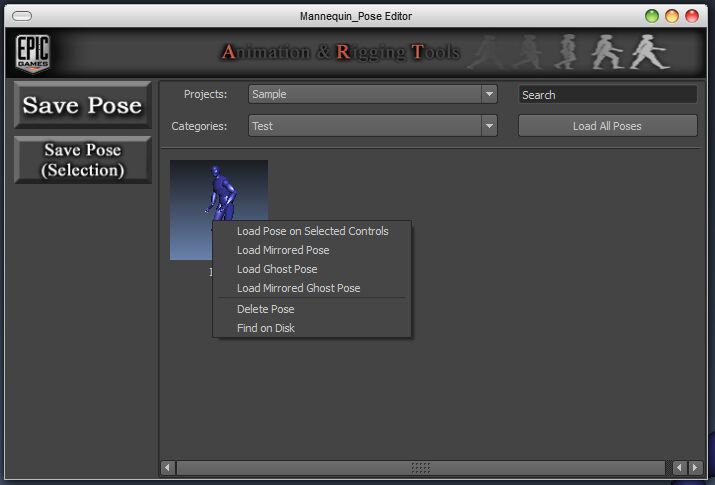 Mannequin_Pose Editor
EPIC
GAMES
Animation & Rigging Tools
Save Pose
Save Pose
(Selection)
Projects:
Sample
Search
Categories:
Test
Load All Poses
Load Pose on Selected Controls
Load Mirrored Pose
Load Ghost Pose
Load Mirrored Ghost Pose
Delete Pose
Find on Disk